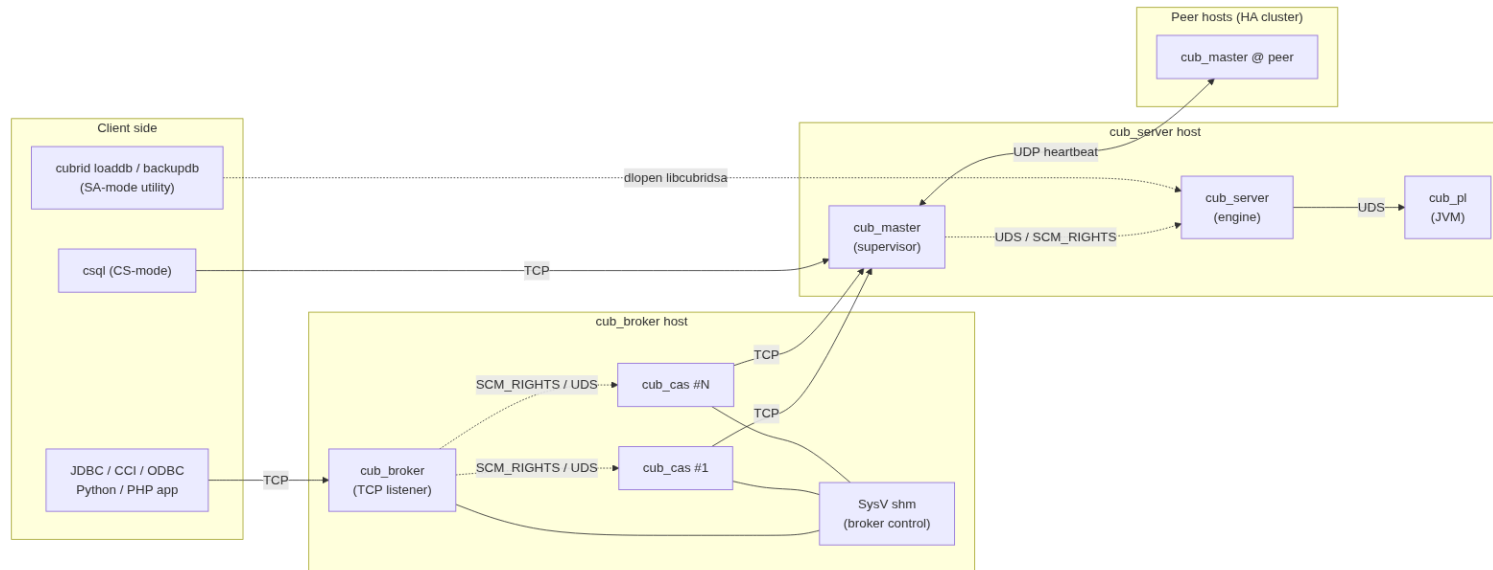 Peer hosts (HA cluster)
cub_master @ peer
Client side
cubrid loaddb / backupdb
(SA-mode utility)
dlopen libcubridsa
cub_server host
UDP heartbeat
cub_server
(engine)
UDS
cub_pl
(JVM)
cub_master
(supervisor)
UDS / SCM_RIGHTS
csql (CS-mode)
TCP
cub_broker host
TCP
SCM_RIGHTS / UDS
cub_cas #N
TCP
JDBC / CCI / ODBC
Python / PHP app
TCP
cub_broker
(TCP listener)
SCM_RIGHTS / UDS
cub_cas #1
SysV shm
(broker control)